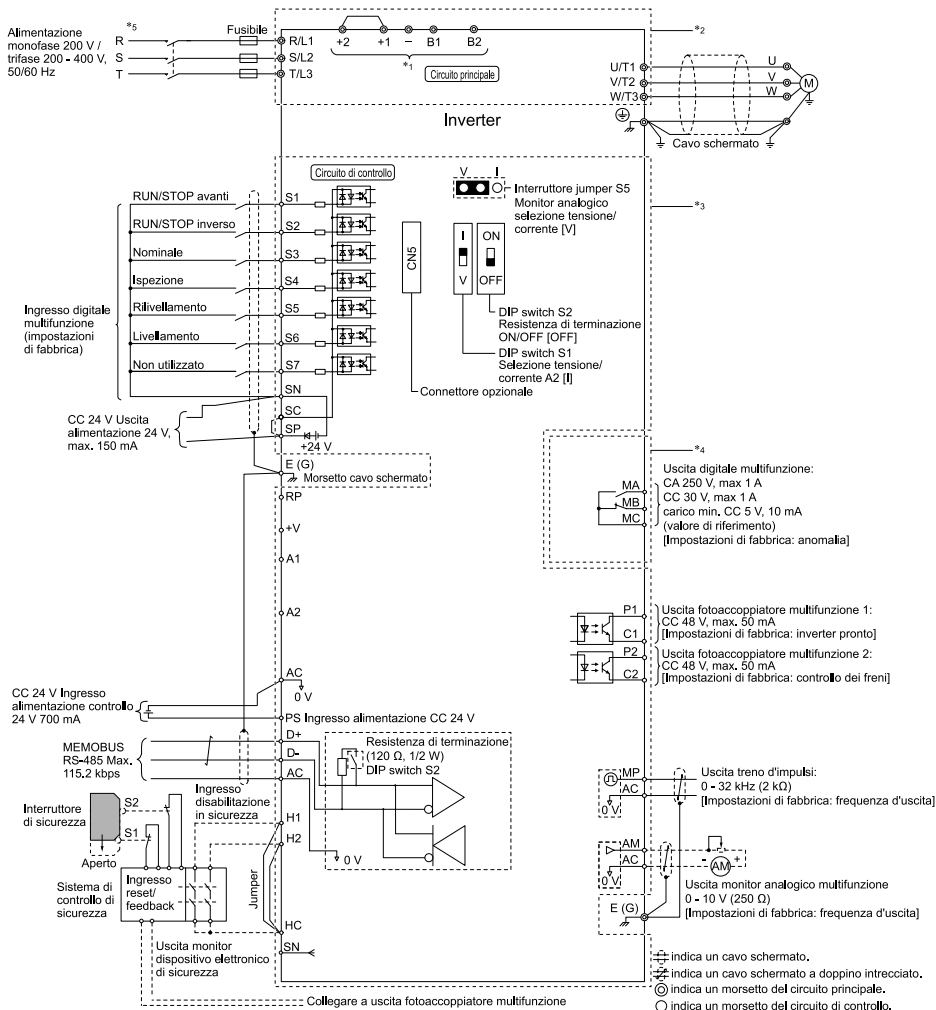 Alimentazione
monofase 200 V /
trifase 200 - 400 V,
50/60 Hz
*5
R
S
T
Fusibile
R/L1
S/L2
T/L3
+2
+1
−
B1
B2
*1
Circuito principale
*2
U/T1
V/T2
W/T3
U
V
W
M
Cavo schermato
Inverter
Circuito di controllo
V
I
Interruttore jumper S5
Monitor analogico
selezione tensione/
corrente [V]
*3
RUN/STOP avanti
S1
RUN/STOP inverso
S2
Nominale
S3
Ispezione
S4
Rilivellamento
S5
Livellamento
S6
Non utilizzato
S7
Ingresso digitale
multifunzione
(impostazioni
di fabbrica)
CN5
I
V
ON
OFF
DIP switch S2
Resistenza di terminazione
ON/OFF [OFF]
DIP switch S1
Selezione tensione/
corrente A2 [I]
Connettore opzionale
SN
SC
SP
+24 V
CC 24 V Uscita
alimentazione 24 V,
max. 150 mA
E (G)
Morsetto cavo schermato
RP
+V
A1
A2
AC
0 V
*4
MA
MB
MC
Uscita digitale multifunzione:
CA 250 V, max 1 A
CC 30 V, max 1 A
carico min. CC 5 V, 10 mA
(valore di riferimento)
[Impostazioni di fabbrica: anomalia]
P1
C1
Uscita fotoaccoppiatore multifunzione 1:
CC 48 V, max. 50 mA
[Impostazioni di fabbrica: inverter pronto]
P2
C2
Uscita fotoaccoppiatore multifunzione 2:
CC 48 V, max. 50 mA
[Impostazioni di fabbrica: controllo dei freni]
CC 24 V Ingresso
alimentazione controllo
24 V 700 mA
PS Ingresso alimentazione CC 24 V
MEMOBUS
RS-485 Max.
115.2 kbps
D+
D-
AC
Resistenza di terminazione
(120 Ω, 1/2 W)
DIP switch S2
0 V
Interruttore
di sicurezza
S2
S1
Aperto
Ingresso
disabilitazione
in sicurezza
H1
H2
Jumper
HC
SN
Sistema di
controllo di
sicurezza
Ingresso
reset/
feedback
Uscita monitor
dispositivo elettronico
di sicurezza
Collegare a uscita fotoaccoppiatore multifunzione
MP
AC
0 V
Uscita treno d'impulsi:
0 - 32 kHz (2 kΩ)
[Impostazioni di fabbrica: frequenza d'uscita]
AM
AC
0 V
-
AM
+
Uscita monitor analogico multifunzione
0 - 10 V (250 Ω)
[Impostazioni di fabbrica: frequenza d'uscita]
E (G)
indica un cavo schermato.
indica un cavo schermato a doppino intrecciato.
indica un morsetto del circuito principale.
indica un morsetto del circuito di controllo.